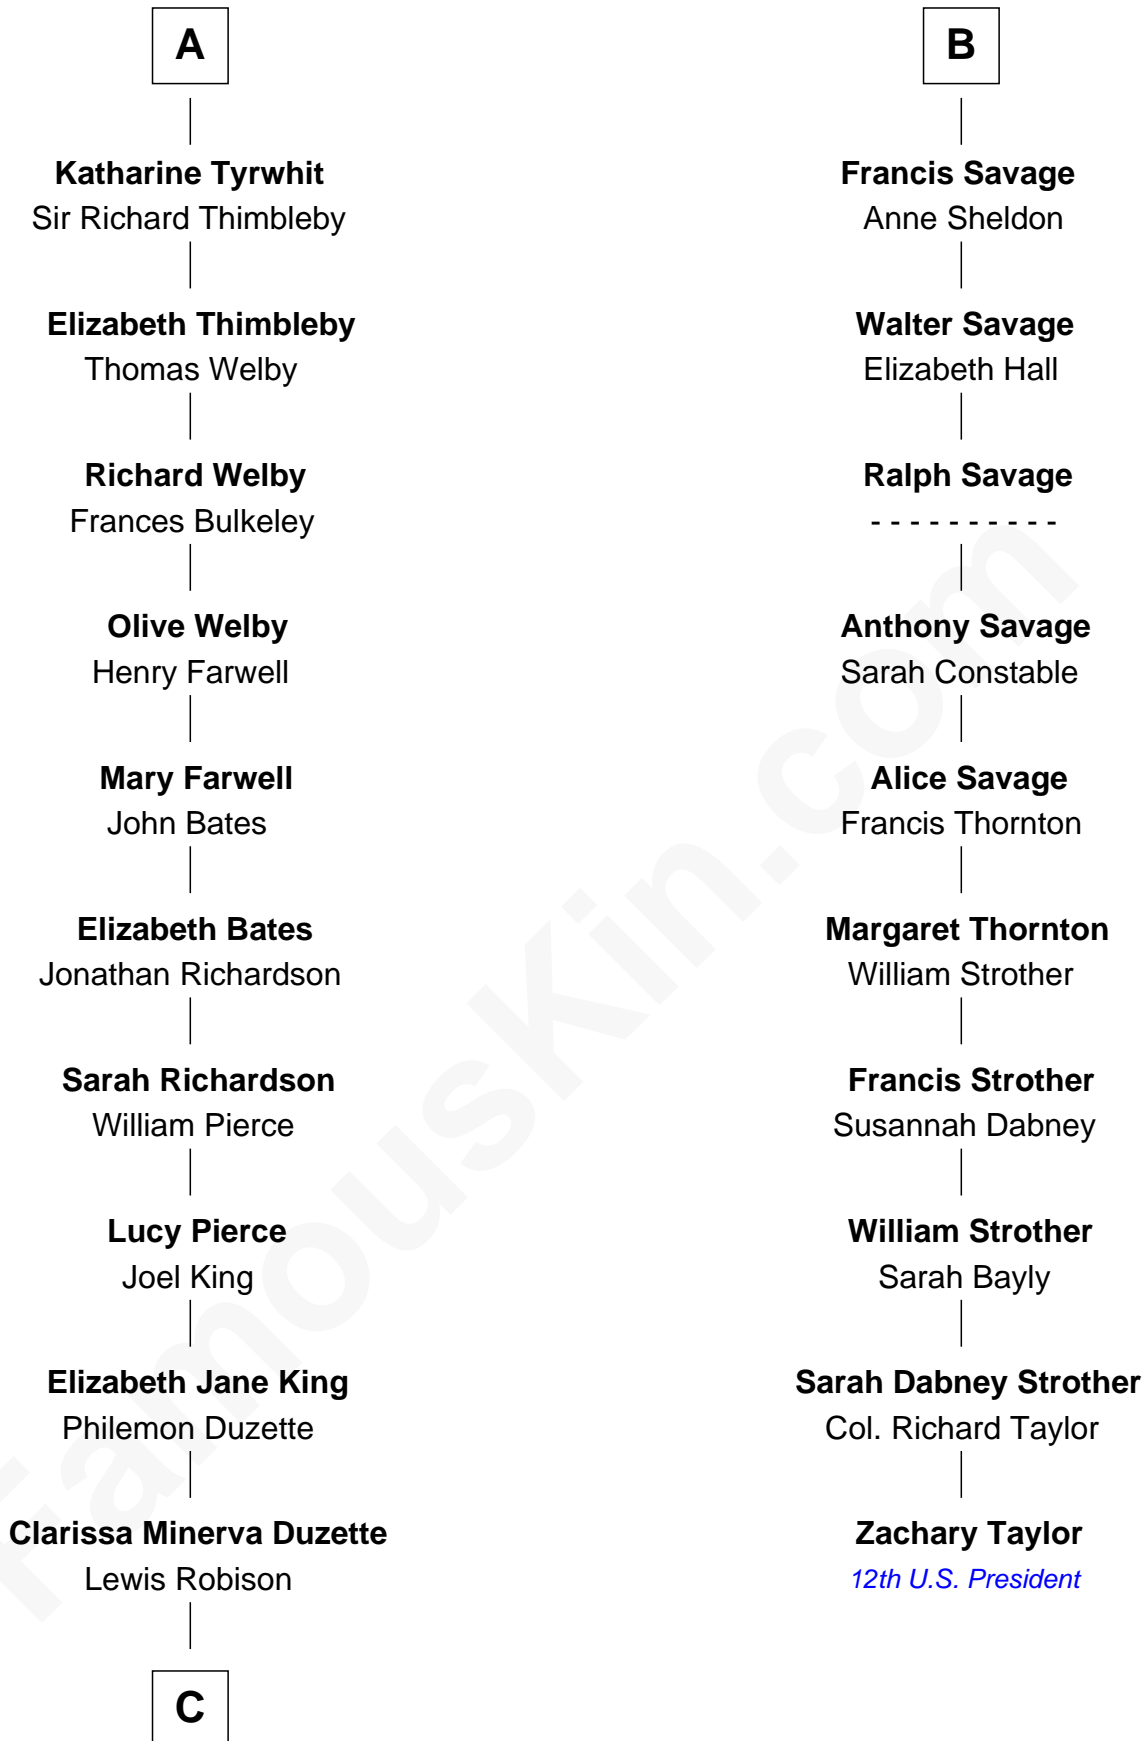 A
Katharine Tyrwhit
Sir Richard Thimbleby
Elizabeth Thimbleby
Thomas Welby
Richard Welby
Frances Bulkeley
Olive Welby
Henry Farwell
Mary Farwell
John Bates
Elizabeth Bates
Jonathan Richardson
Sarah Richardson
William Pierce
Lucy Pierce
Joel King
Elizabeth Jane King
Philemon Duzette
Clarissa Minerva Duzette
Lewis Robison
C
B
Francis Savage
Anne Sheldon
Walter Savage
Elizabeth Hall
Ralph Savage
- - - - - - - - - -
Anthony Savage
Sarah Constable
Alice Savage
Francis Thornton
Margaret Thornton
William Strother
Francis Strother
Susannah Dabney
William Strother
Sarah Bayly
Sarah Dabney Strother
Col. Richard Taylor
Zachary Taylor
12th U.S. President
FamousKin.com